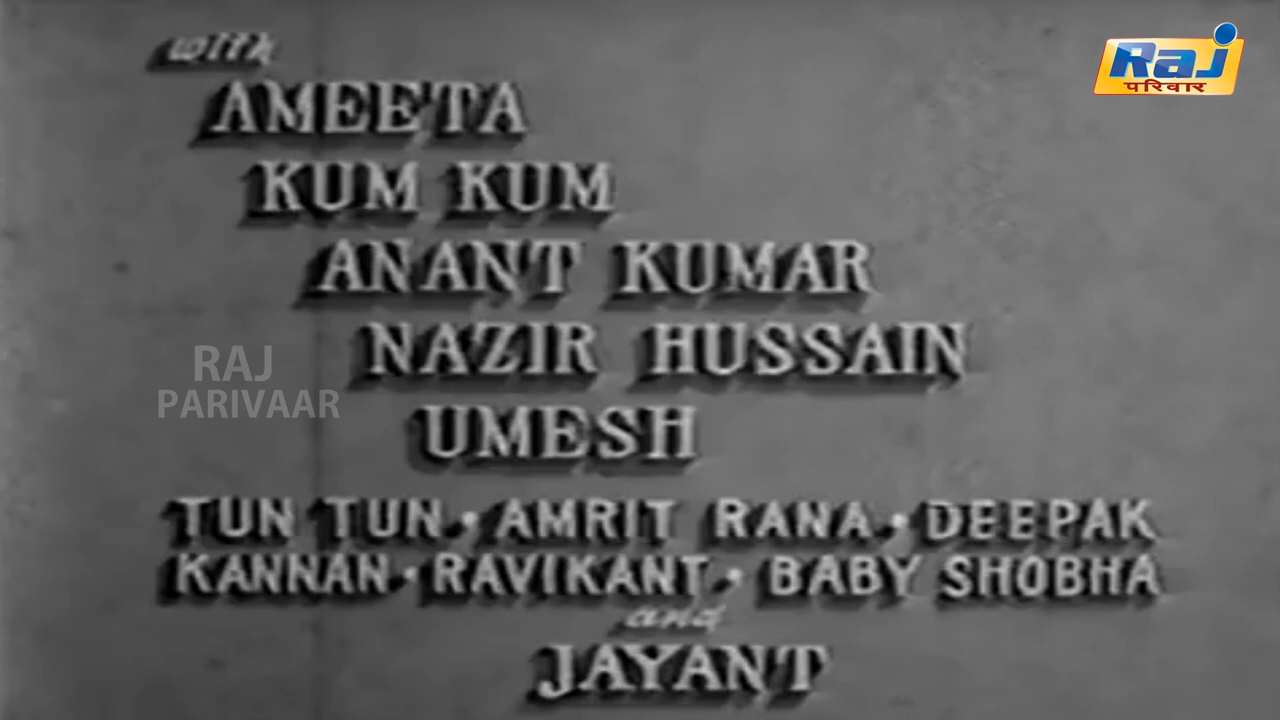 with
AMEETA
KUM KUM
ANANT KUMAR
NAZIR HUSSAIN
UMESH
TUN TUN • AMRIT RANA • DEEPAK
KANNAN • RAVIKANT • BABY SHOBHA
and
JAYANT
Raj
परिवार
RAJ
PARIVAAR